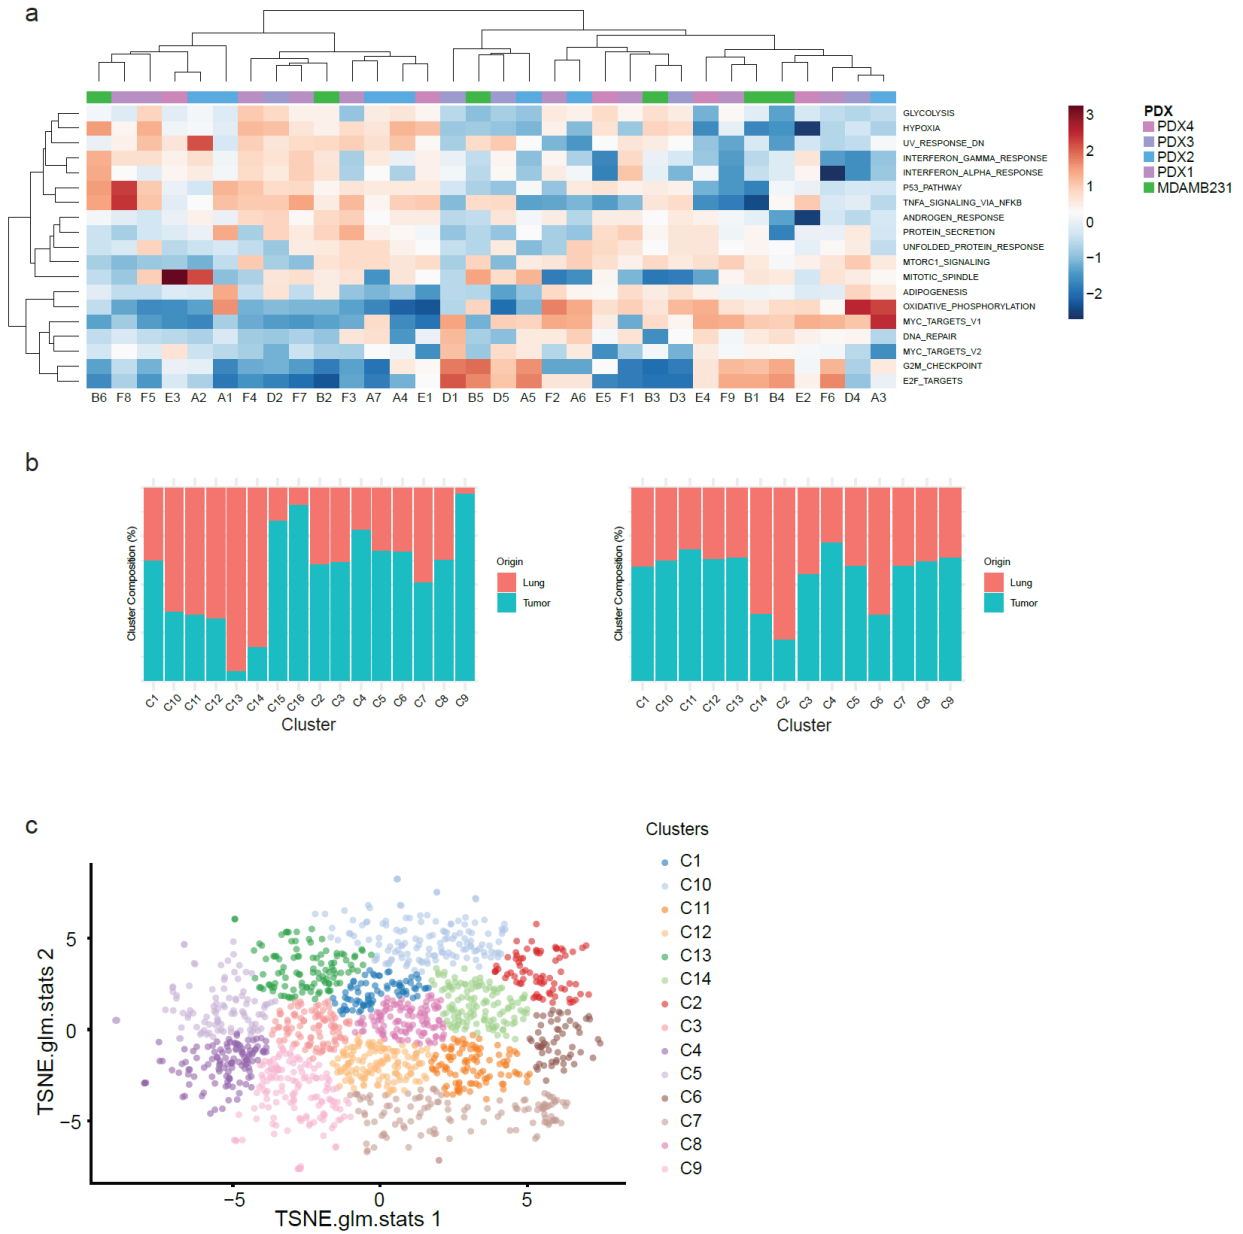 a
GLYCOLYSIS
HYPOXIA
UV_RESPONSE_DN
INTERFERON_GAMMA_RESPONSE
INTERFERON_ALPHA_RESPONSE
P53_PATHWAY
TNFA_SIGNALING_VIA_NFKB
ANDROGEN_RESPONSE
PROTEIN_SECRETION
UNFOLDED_PROTEIN_RESPONSE
MTORC1_SIGNALING
MITOTIC_SPINDLE
ADIPOGENESIS
OXIDATIVE_PHOSPHORYLATION
MYC_TARGETS_V1
DNA_REPAIR
MYC_TARGETS_V2
G2M_CHECKPOINT
E2F_TARGETS
B6 F8 F5 E3 A2 A1 F4 D2 F7 B2 F3 A7 A4 E1 D1 B5 D5 A5 F2 A6 E5 F1 B3 D3 E4 F9 B1 B4 E2 F6 D4 A3
3
2
1
0
−1
−2
PDX
PDX4
PDX3
PDX2
PDX1
MDAMB231
b
Cluster Composition (%)
C1 C10 C11 C12 C13 C14 C15 C16 C2 C3 C4 C5 C6 C7 C8 C9
Cluster
Origin
Lung
Tumor
Cluster Composition (%)
C1 C10 C11 C12 C13 C14 C2 C3 C4 C5 C6 C7 C8 C9
Cluster
Origin
Lung
Tumor
c
TSNE.glm.stats 2
5
0
−5
−5 0 5
TSNE.glm.stats 1
Clusters
C1
C10
C11
C12
C13
C14
C2
C3
C4
C5
C6
C7
C8
C9